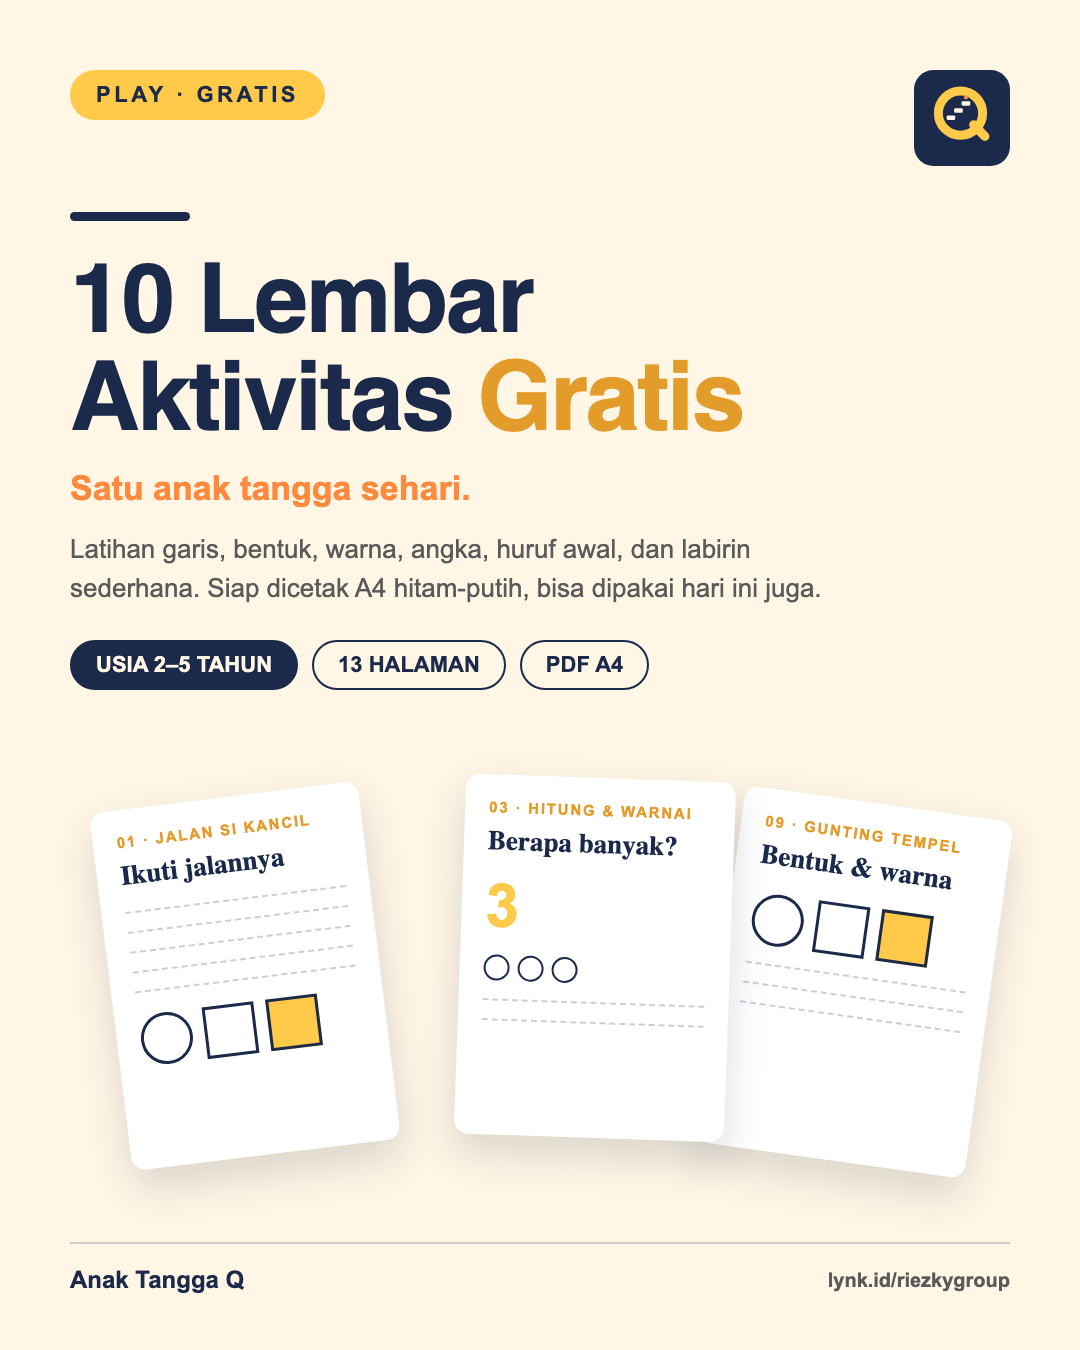 PLAY · GRATIS
10 Lembar
Aktivitas Gratis
Satu anak tangga sehari.
Latihan garis, bentuk, warna, angka, huruf awal, dan labirin
sederhana. Siap dicetak A4 hitam-putih, bisa dipakai hari ini juga.
USIA 2–5 TAHUN
13 HALAMAN
PDF A4
01 · JALAN SI KANCIL
Ikuti jalannya
03 · HITUNG & WARNAI
Berapa banyak?
3
09 · GUNTING TEMPEL
Bentuk & warna
Anak Tangga Q
lynk.id/riezkygroup